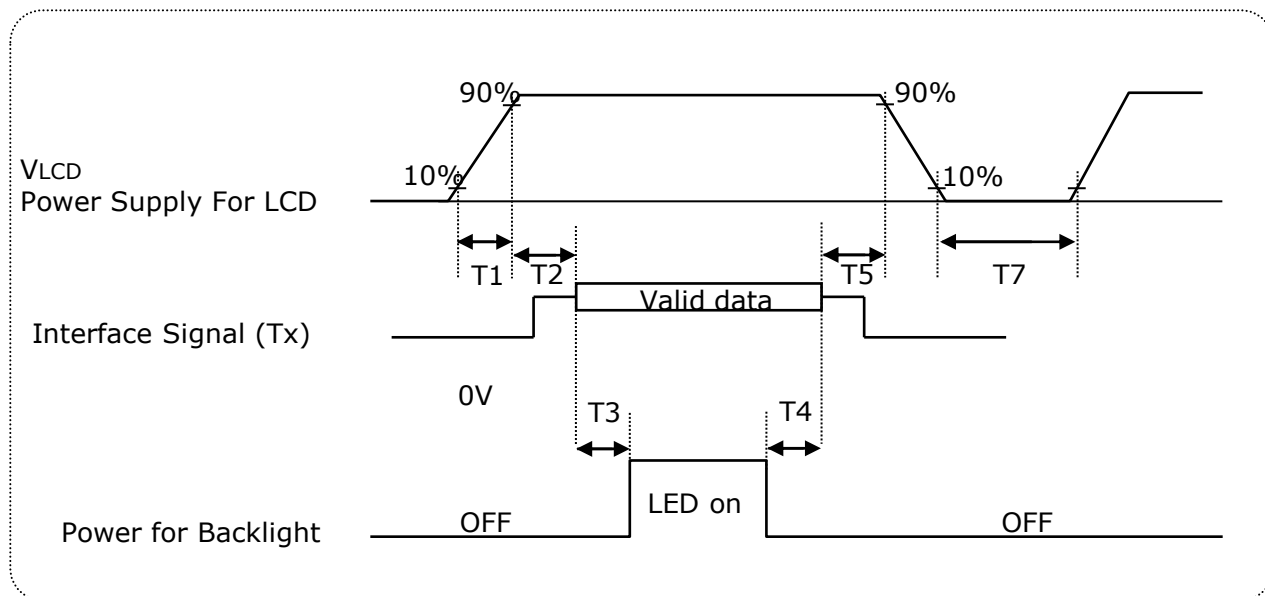 90%
90%
10%
10%
VLCD
Power Supply For LCD
T1
T2
T5
T7
Valid data
Interface Signal (Tx)
0V
T3
T4
LED on
OFF
OFF
Power for Backlight